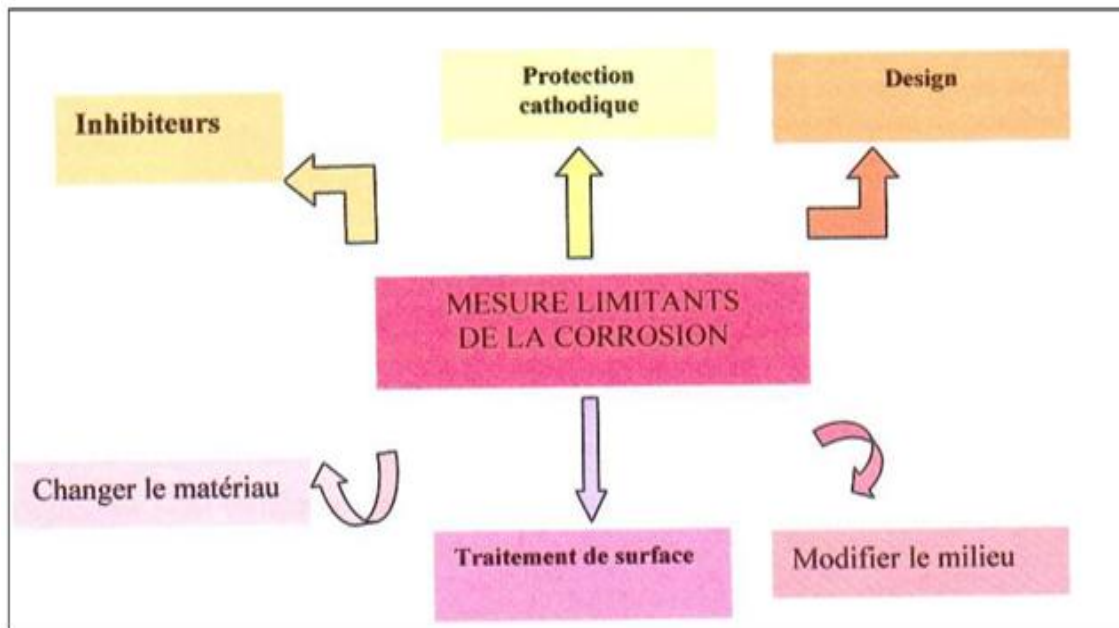 Protection
cathodique
Design
Inhibiteurs
MESURE LIMITANTS
DE LA CORROSION
Changer le matériau
Traitement de surface
Modifier le milieu